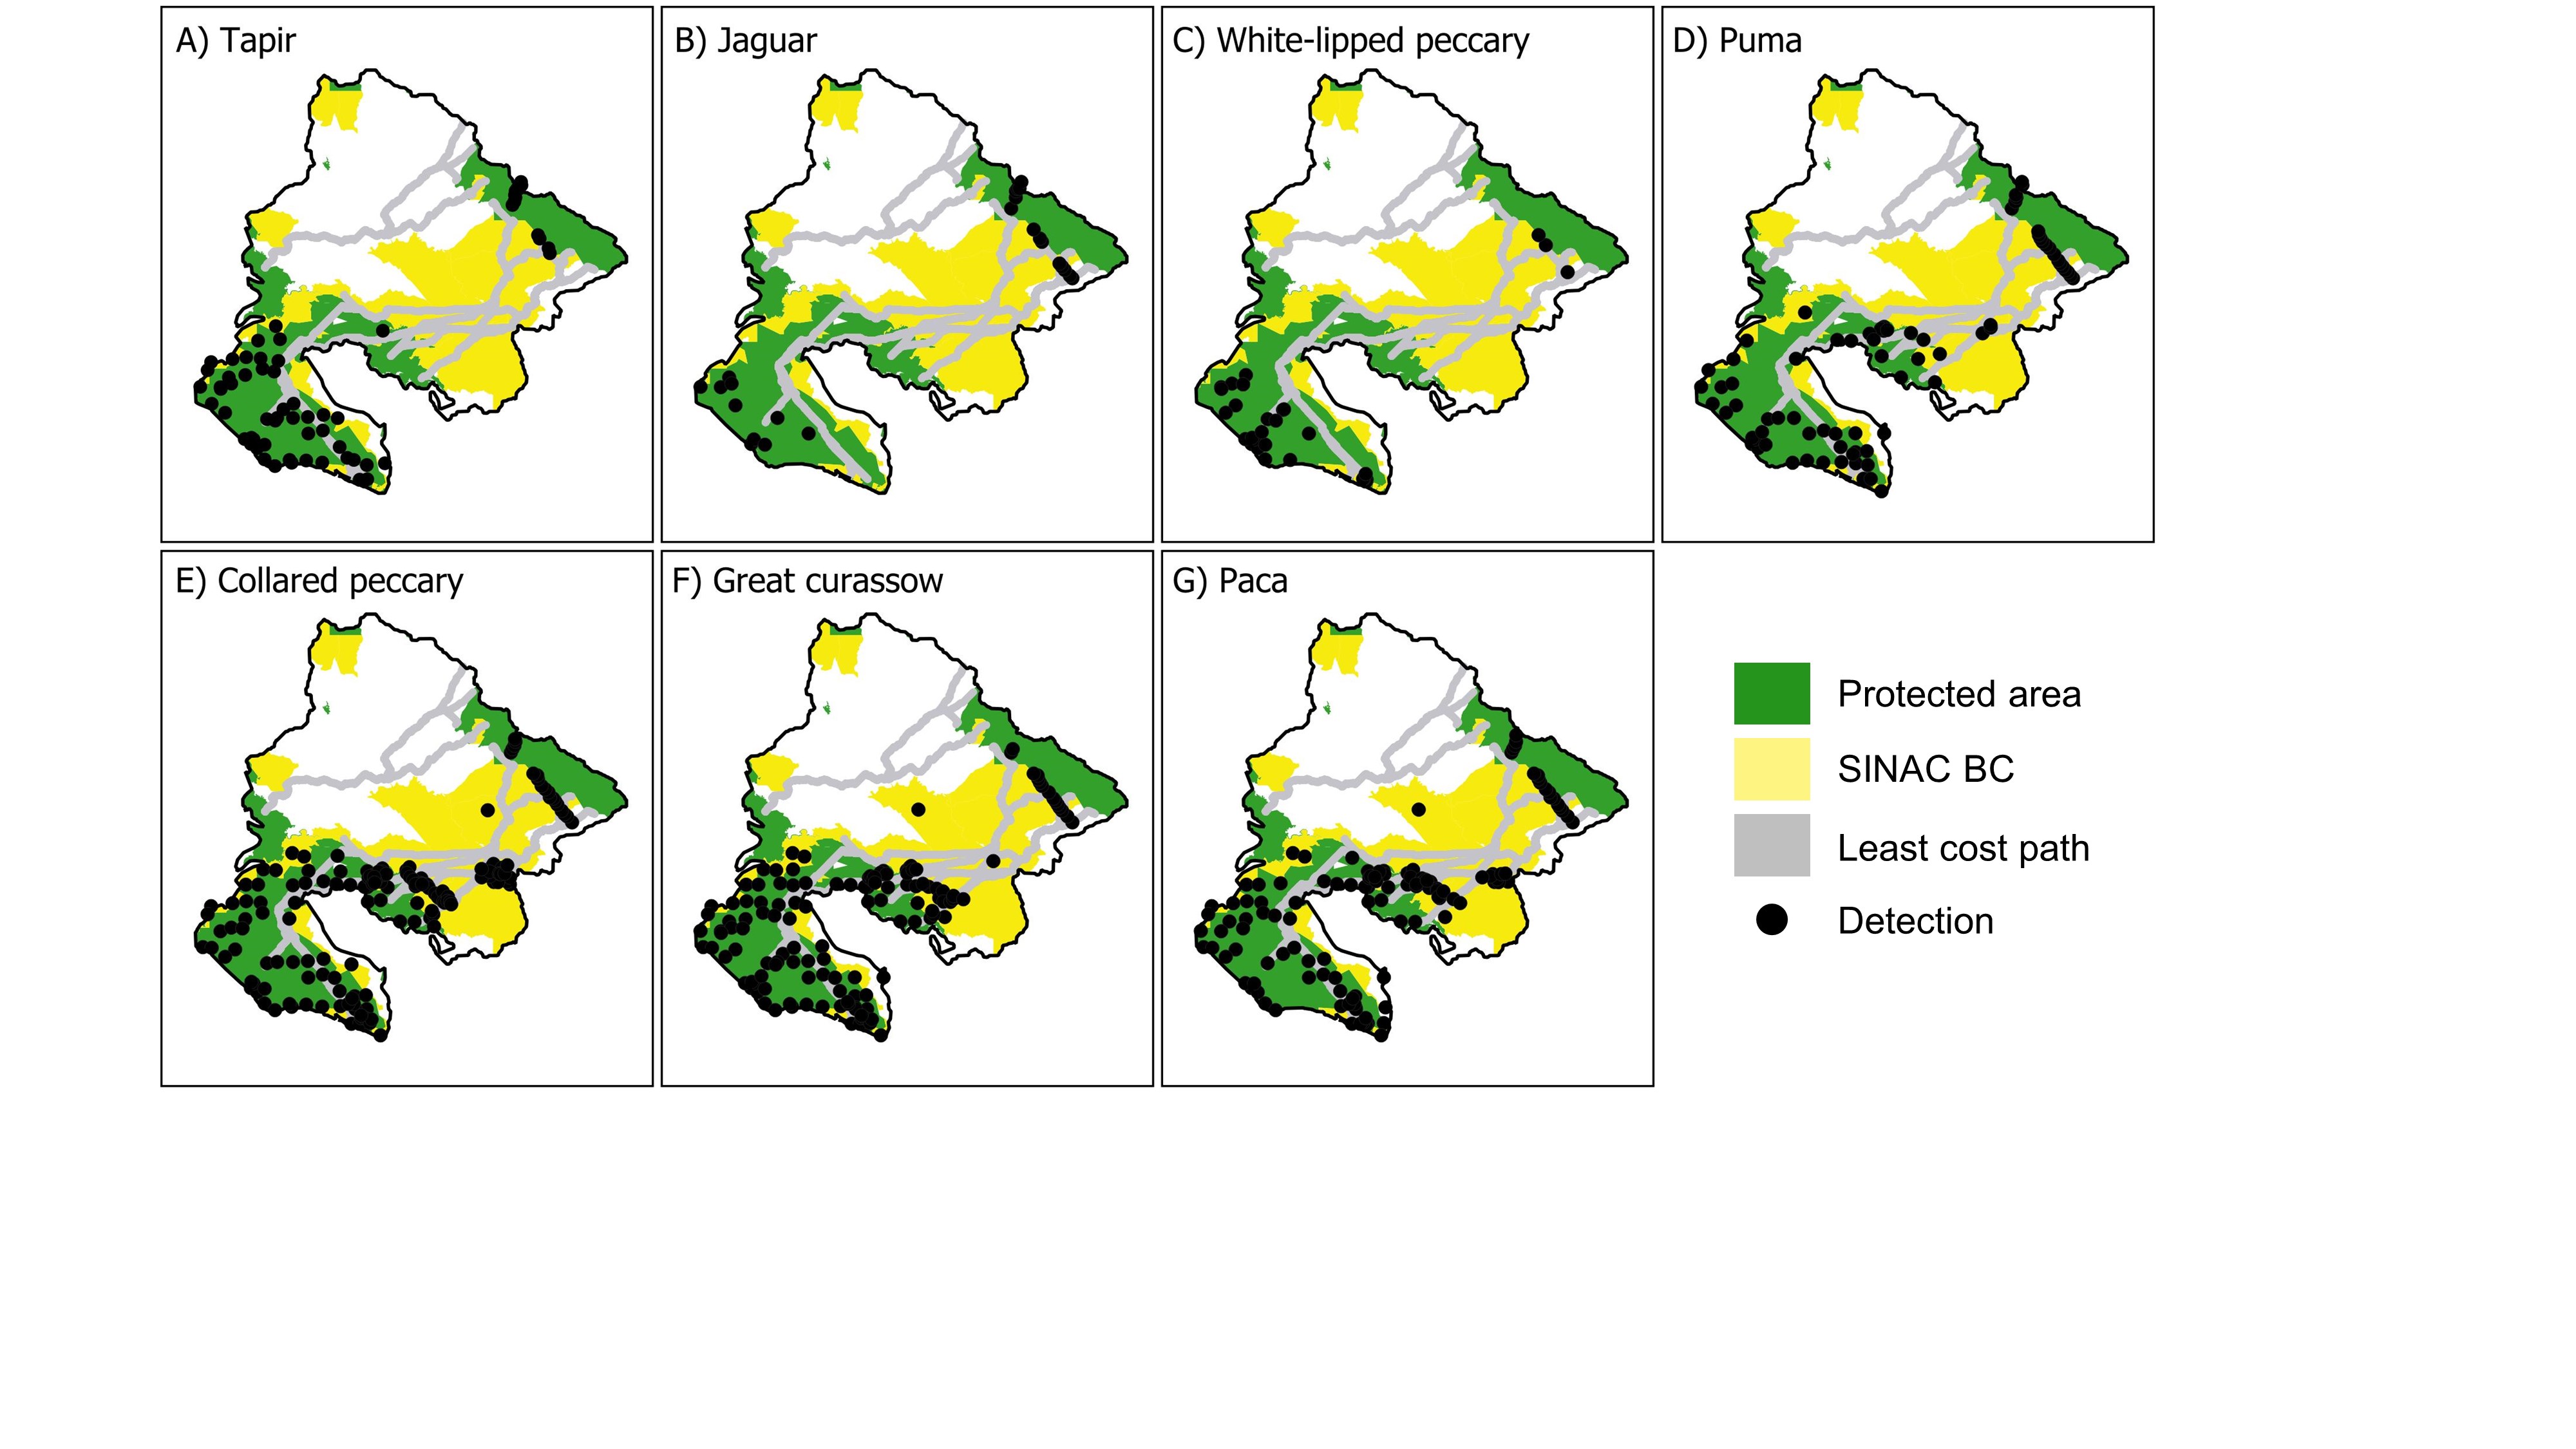 A) Tapir
B) Jaguar
C) White-lipped peccary
D) Puma
E) Collared peccary
F) Great curassow
G) Paca
Protected area
SINAC BC
Least cost path
Detection